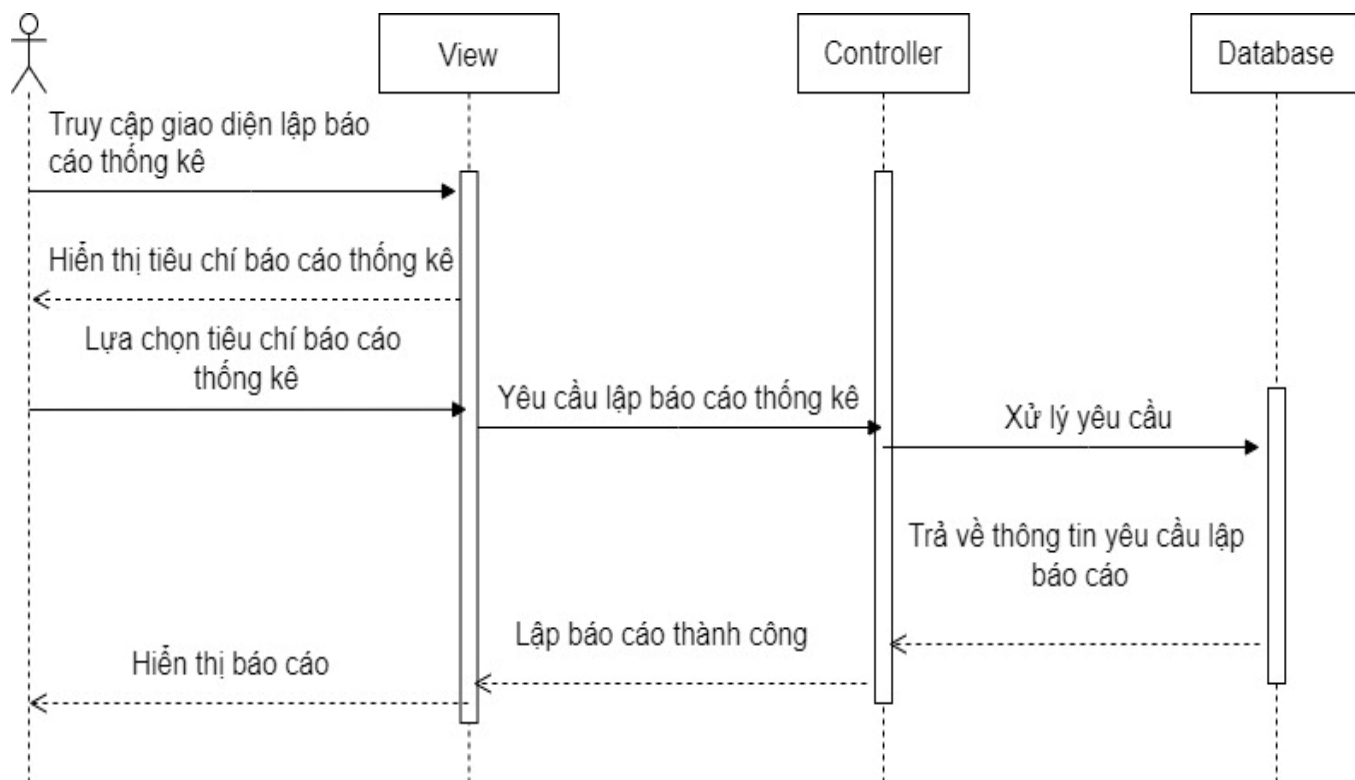 View
Controller
Database
Truy cập giao diện lập báo
cáo thống kê
Hiển thị tiêu chí báo cáo thống kê
Lựa chọn tiêu chí báo cáo
thống kê
Yêu cầu lập báo cáo thống kê
Xử lý yêu cầu
Trả về thông tin yêu cầu lập
báo cáo
Lập báo cáo thành công
Hiển thị báo cáo